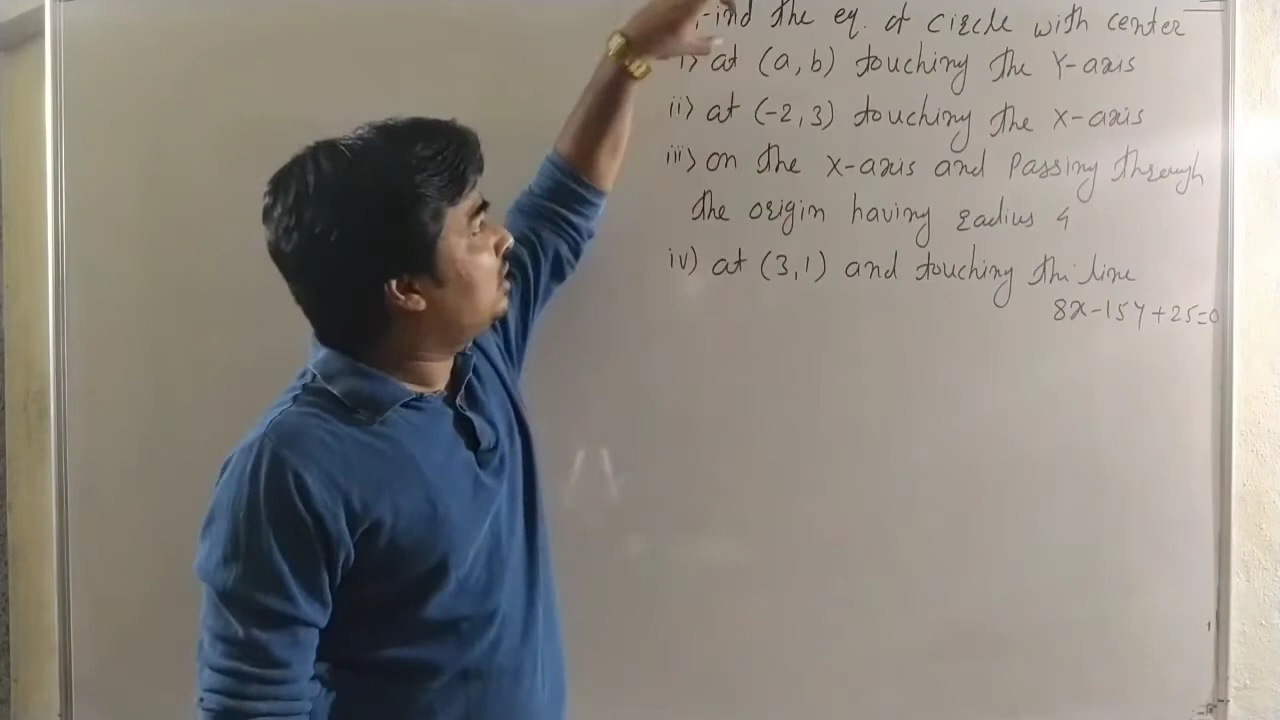 Find the eq. of circle with center
i) at (a, b) touching the Y-axis
ii) at (-2, 3) touching the X-axis
iii) on the X-axis and Passing through
the origin having radius 4
iv) at (3, 1) and touching the line
8x-15y+25=0